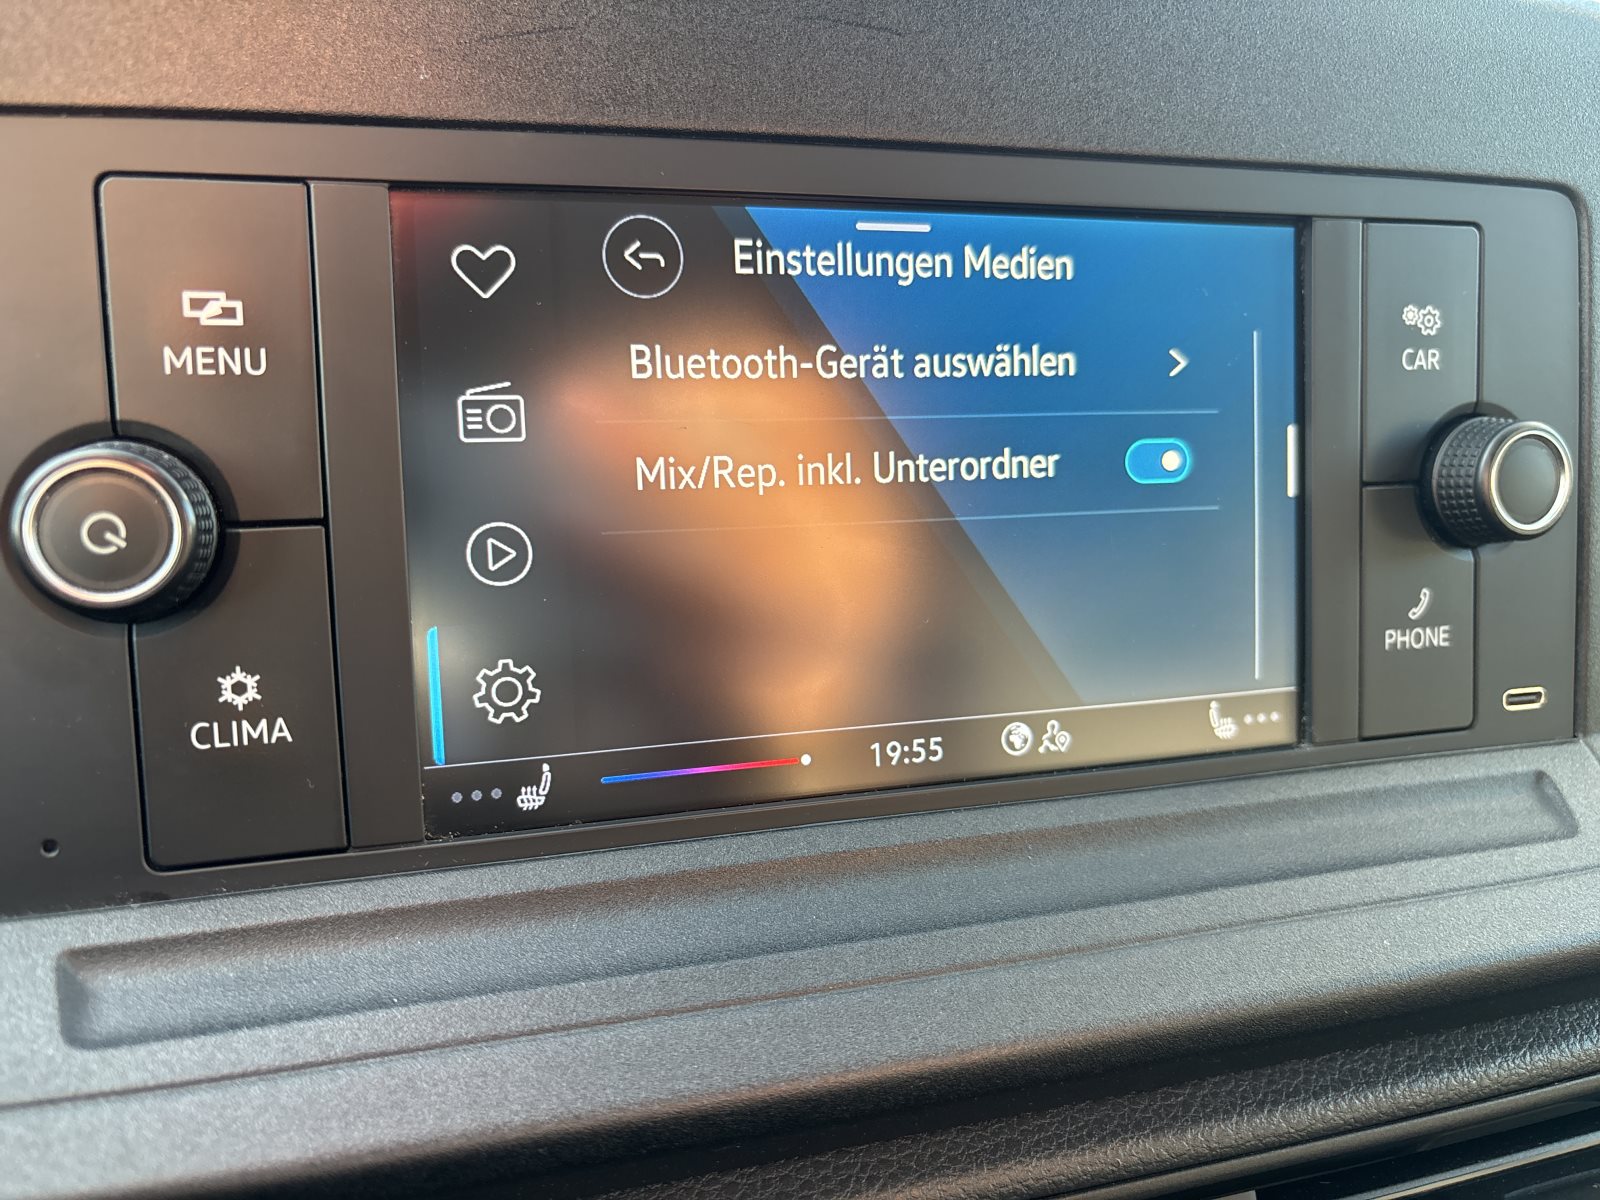 MENU
CLIMA
Einstellungen Medien
Bluetooth-Gerät auswählen
Mix/Rep. inkl. Unterordner
19:55
CAR
PHONE